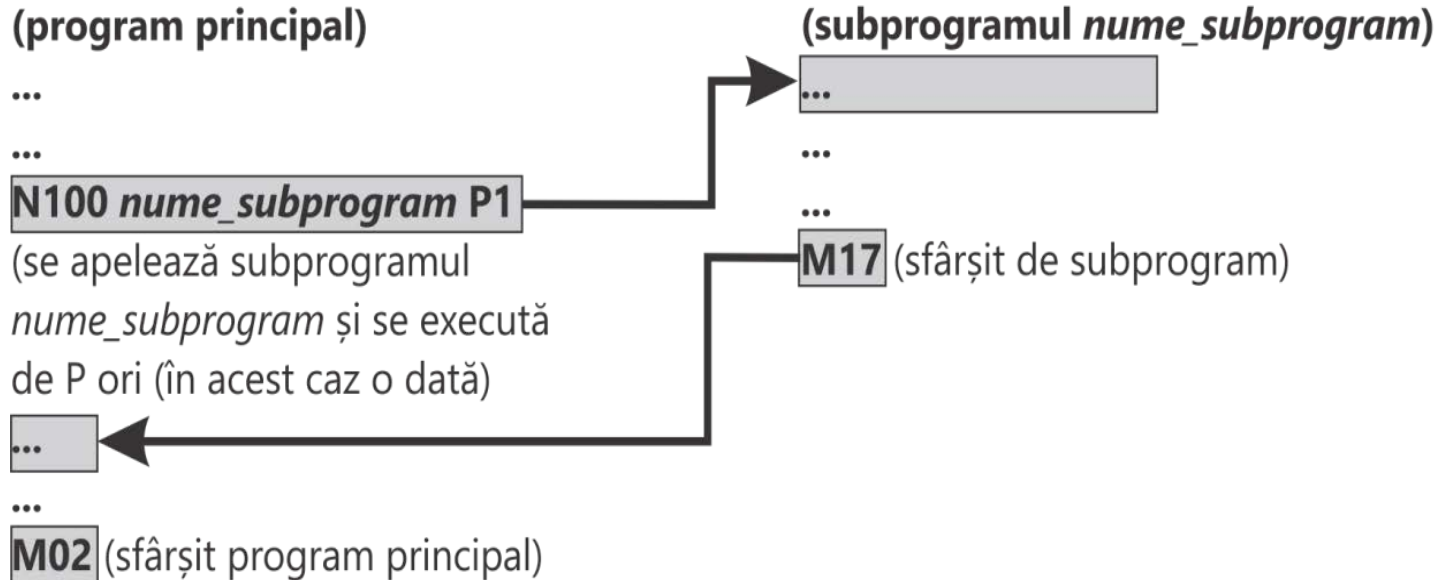 (program principal)
...
...
N100 nume_subprogram P1
(se apelează subprogramul
nume_subprogram și se execută
de P ori (în acest caz o dată)
...
...
M02 (sfârșit program principal)
(subprogramul nume_subprogram)
...
...
...
M17 (sfârșit de subprogram)